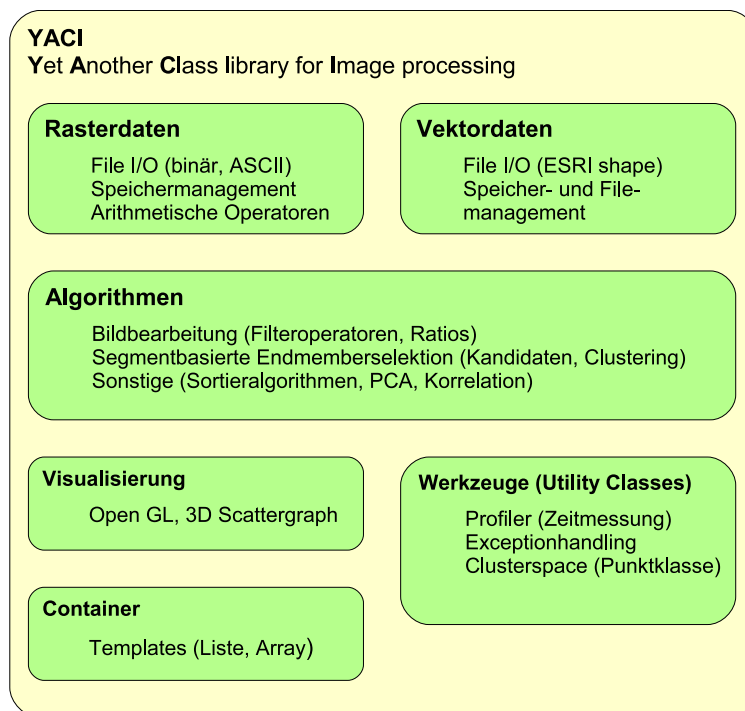 YACI
Yet Another Class library for Image processing
Rasterdaten
File I/O (binär, ASCII)
Speichermanagement
Arithmetische Operatoren
Vektordaten
File I/O (ESRI shape)
Speicher- und File-
management
Algorithmen
Bildbearbeitung (Filteroperatoren, Ratios)
Segmentbasierte Endmemberselektion (Kandidaten, Clustering)
Sonstige (Sortieralgorithmen, PCA, Korrelation)
Visualisierung
Open GL, 3D Scattergraph
Werkzeuge (Utility Classes)
Profiler (Zeitmessung)
Exceptionhandling
Clusterspace (Punktklasse)
Container
Templates (Liste, Array)